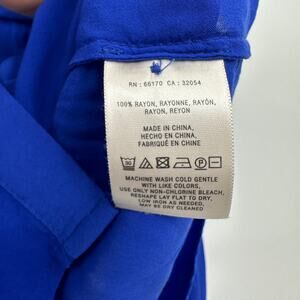 RN : 66170 CA : 32054
100% RAYON, RAYONNE, RAYÓN,
RAYON, REYON
MADE IN CHINA,
HECHO EN CHINA,
FABRIQUÉ EN CHINE
MACHINE WASH COLD GENTLE
WITH LIKE COLORS,
USE ONLY NON-CHLORINE BLEACH,
RESHAPE LAY FLAT TO DRY,
LOW IRON AS NEEDED,
MAY BE DRY CLEANED